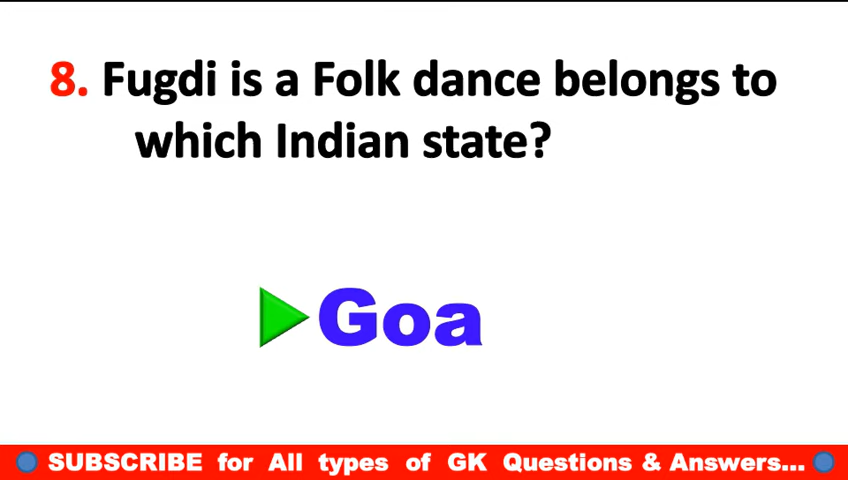 8. Fugdi is a Folk dance belongs to
which Indian state?
Goa
SUBSCRIBE for All types of GK Questions & Answers...